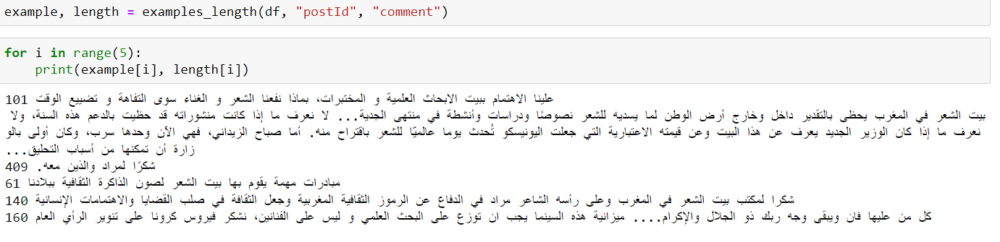 example, length = examples_length(df, "postId", "comment")
for i in range(5):
    print(example[i], length[i])
علينا الاهتمام ببيت الابحاث العلمية و المختبرات، بماذا نفعنا الشعر و الغناء سوى التفاهة و تضييع الوقت 101
بيت الشعر في المغرب يحظى بالتقدير داخل وخارج أرض الوطن لما يسديه للشعر نصوصًا ودراسات وأنشطة في منتهى الجدية... لا نعرف ما إذا كانت منشوراته قد حظيت بالدعم هذه السنة، ولا
نعرف ما إذا كان الوزير الجديد يعرف عن هذا البيت وعن قيمته الاعتبارية التي جعلت اليونيسكو تُحدث يوما عالميّا للشعر باقتراح منه. أما صباح الزيداني، فهي الآن وحدها سرب، وكان أولى بالو
زارة أن تمكنها من أسباب التحليق...
شكرًا لمراد والذين معه. 409
مبادرات مهمة يقوم بها بيت الشعر لصون الذاكرة الثقافية ببلادنا 61
شكرا لمكتب بيت الشعر في المغرب وعلى رأسه الشاعر مراد في الدفاع عن الرموز الثقافية المغربية وجعل الثقافة في صلب القضايا والاهتمامات الإنسانية 140
كل من عليها فان ويبقى وجه ربك ذو الجلال والإكرام.... ميزانية هذه السينما يجب ان توزع على البحث العلمي و ليس على الفنانين، نشكر فيروس كرونا على تنوير الرأي العام 160